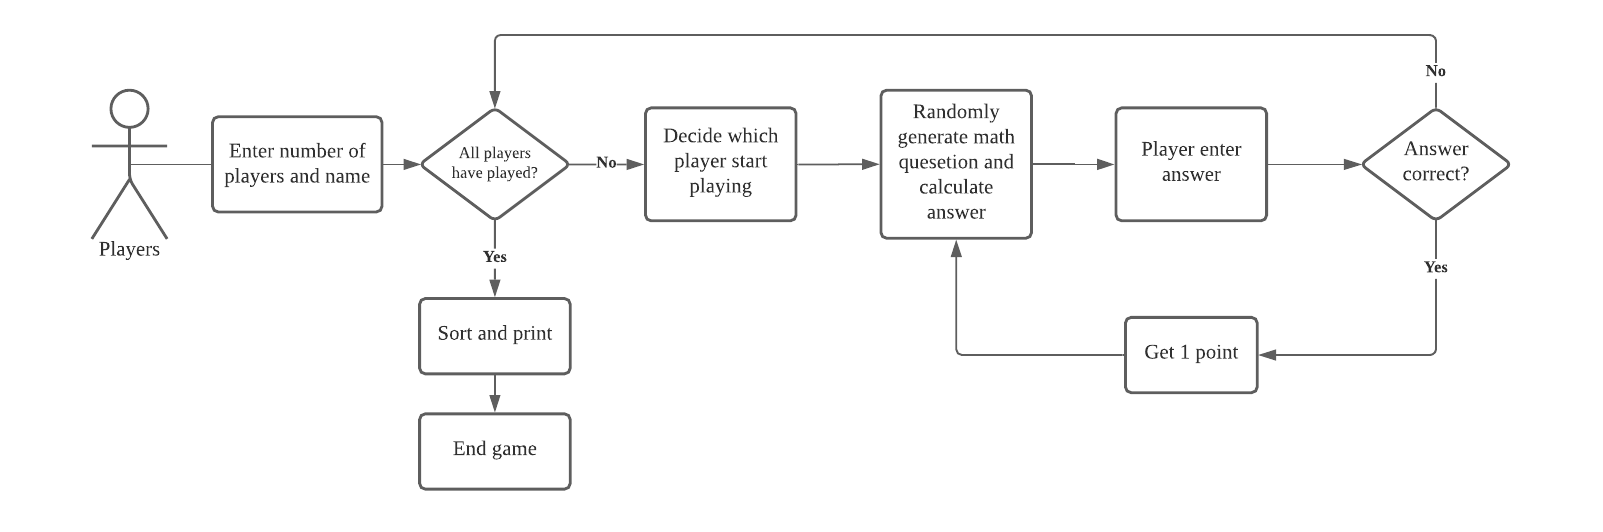 Players
Enter number of
players and name
All players
have played?
No
Decide which
player start
playing
Randomly
generate math
quesetion and
calculate
answer
Player enter
answer
Answer
correct?
No
Yes
Get 1 point
Yes
Sort and print
End game